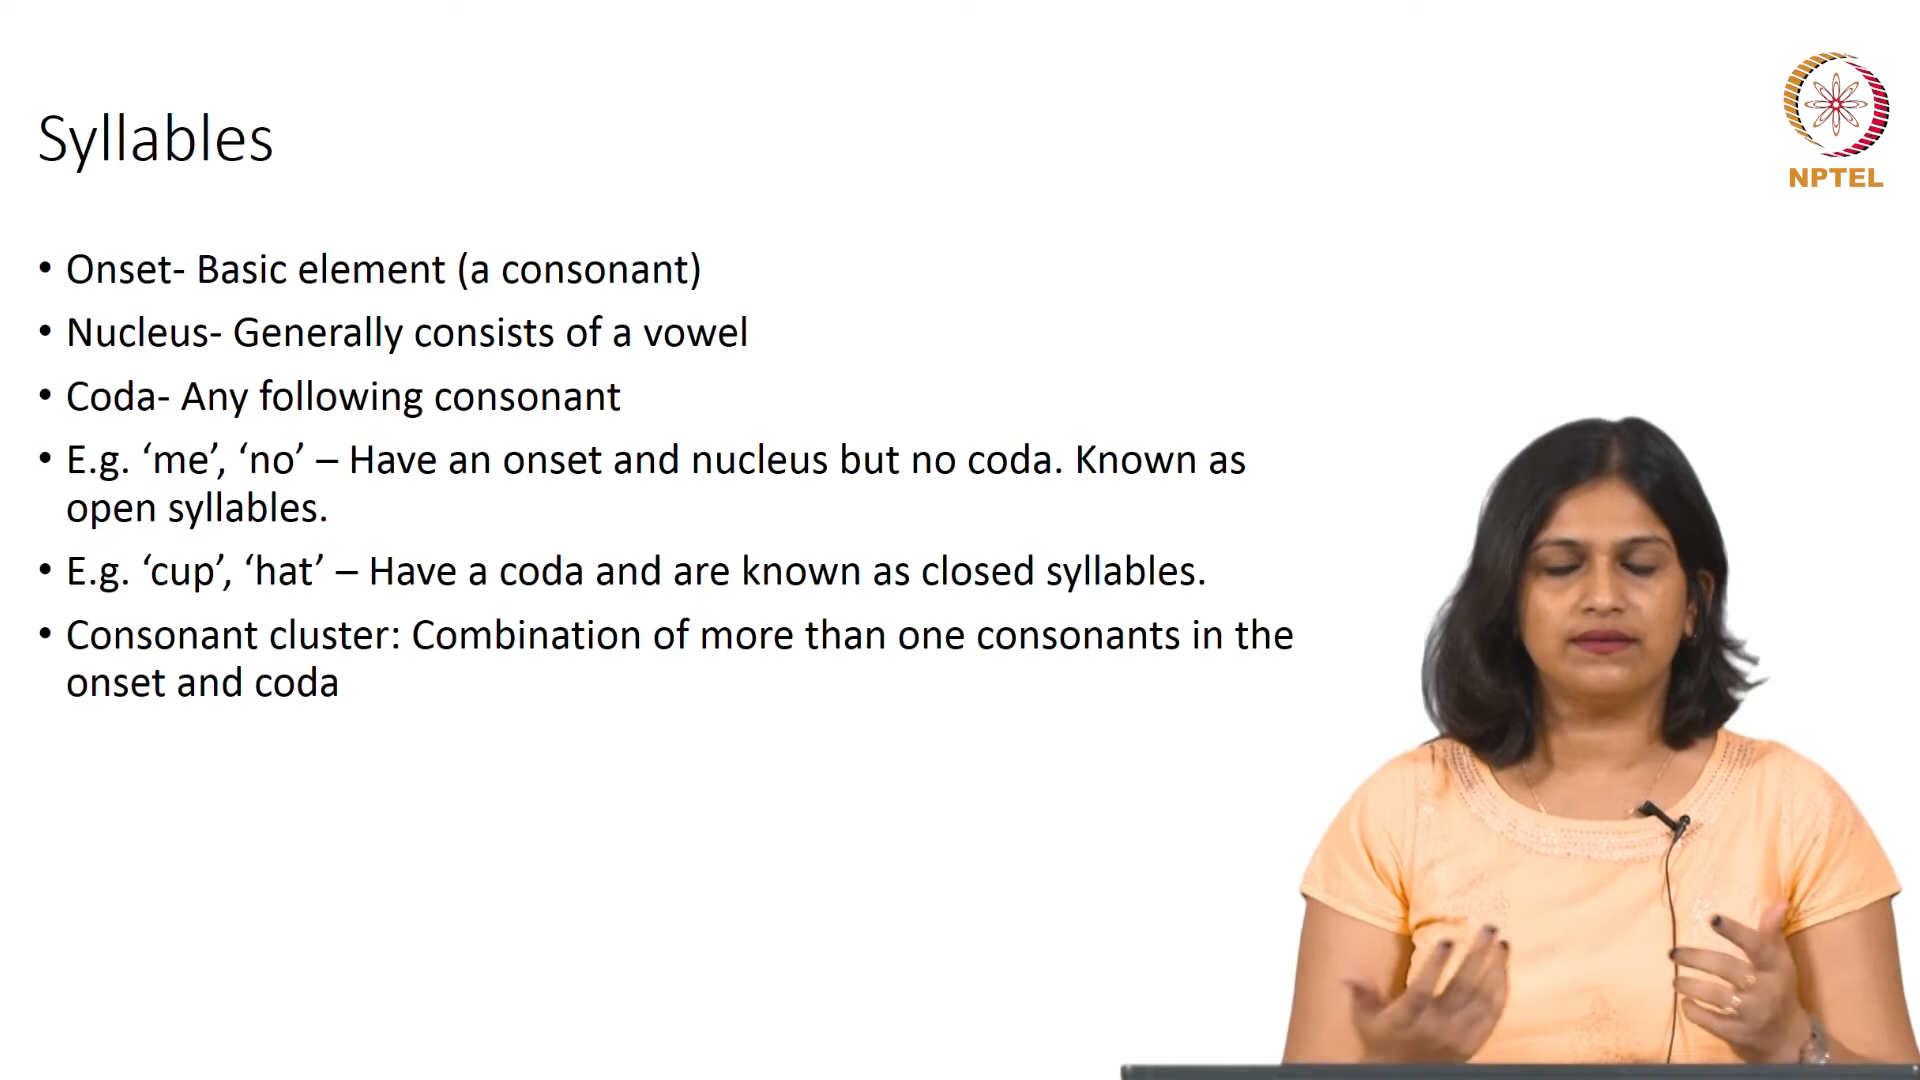 Syllables
NPTEL
• Onset- Basic element (a consonant)
• Nucleus- Generally consists of a vowel
• Coda- Any following consonant
• E.g. ‘me’, ‘no’ – Have an onset and nucleus but no coda. Known as
open syllables.
• E.g. ‘cup’, ‘hat’ – Have a coda and are known as closed syllables.
• Consonant cluster: Combination of more than one consonants in the
onset and coda